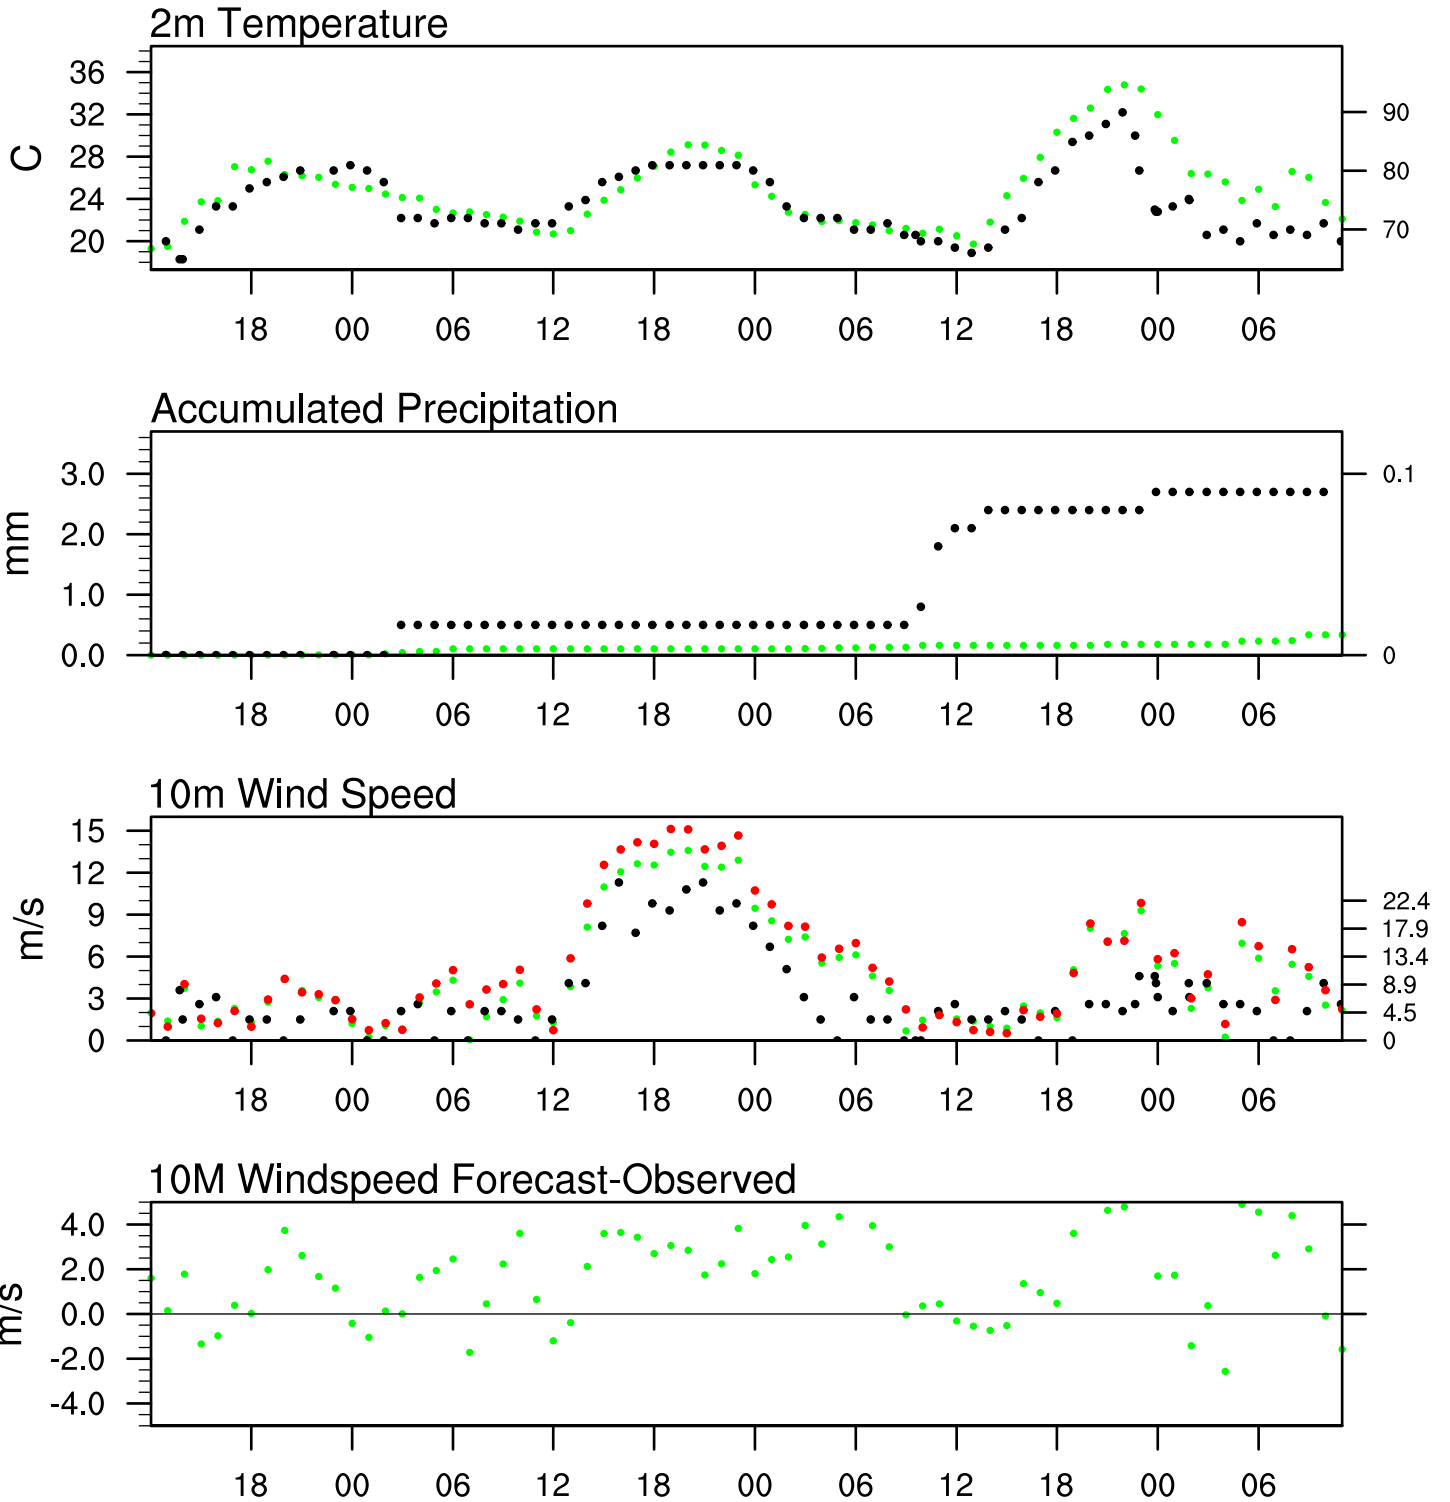 2m Temperature
36
32
28
24
20
C
90
80
70
18 00 06 12 18 00 06 12 18 00 06
Accumulated Precipitation
3.0
2.0
1.0
0.0
mm
0.1
0
18 00 06 12 18 00 06 12 18 00 06
10m Wind Speed
15
12
9
6
3
0
m/s
22.4
17.9
13.4
8.9
4.5
0
18 00 06 12 18 00 06 12 18 00 06
10M Windspeed Forecast-Observed
4.0
2.0
0.0
-2.0
-4.0
m/s
18 00 06 12 18 00 06 12 18 00 06